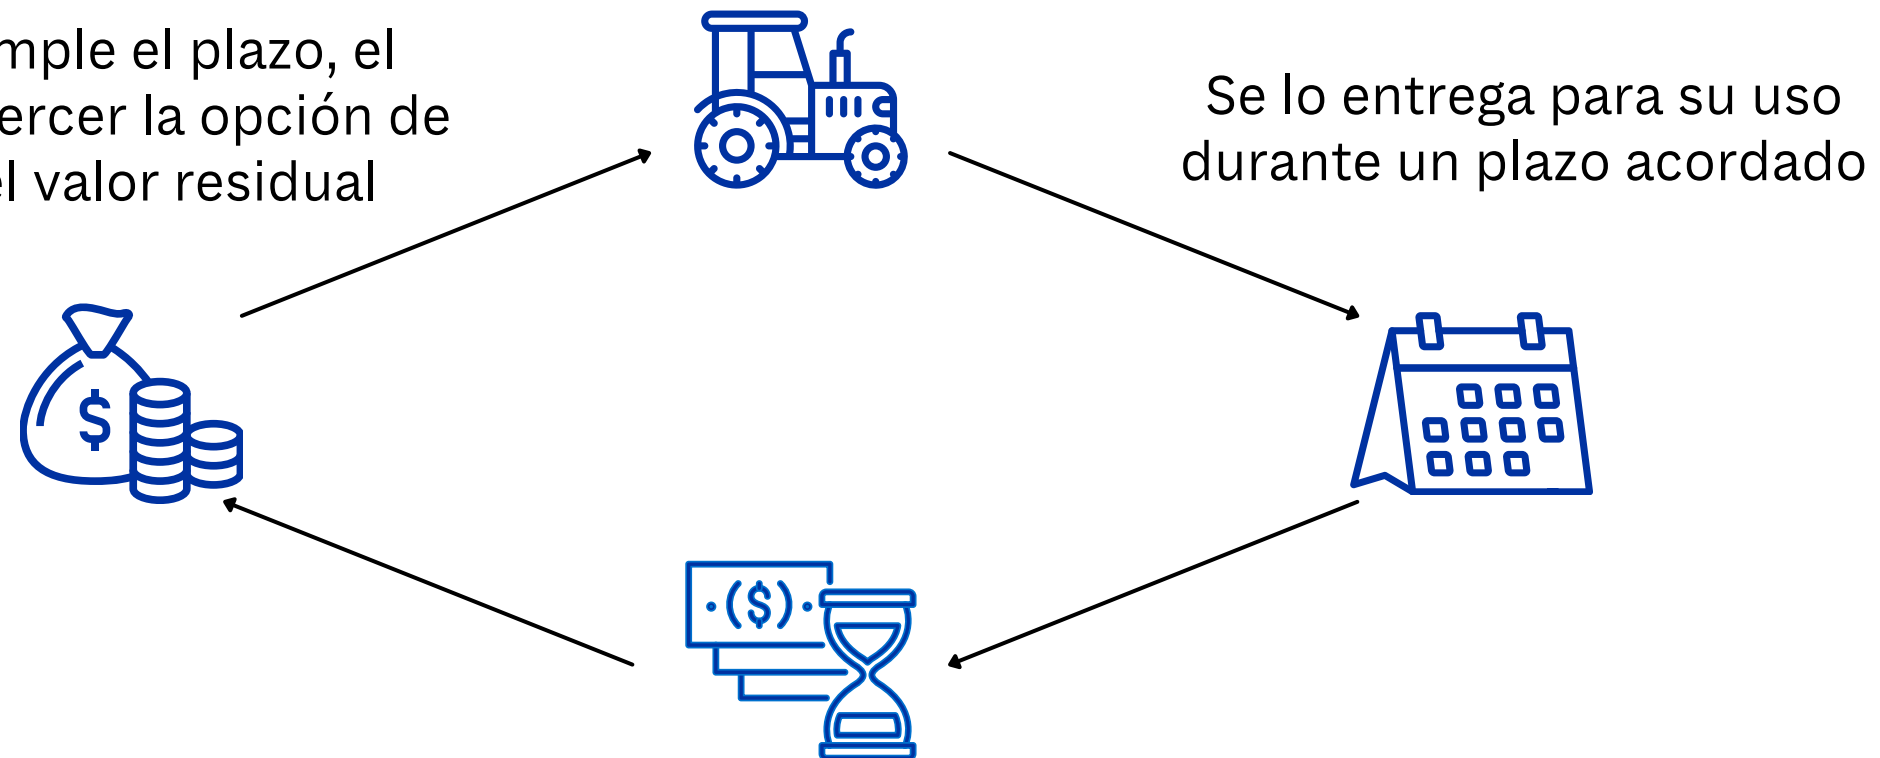 mple el plazo, el
ercer la opción de
el valor residual
Se lo entrega para su uso
durante un plazo acordado
$
($)